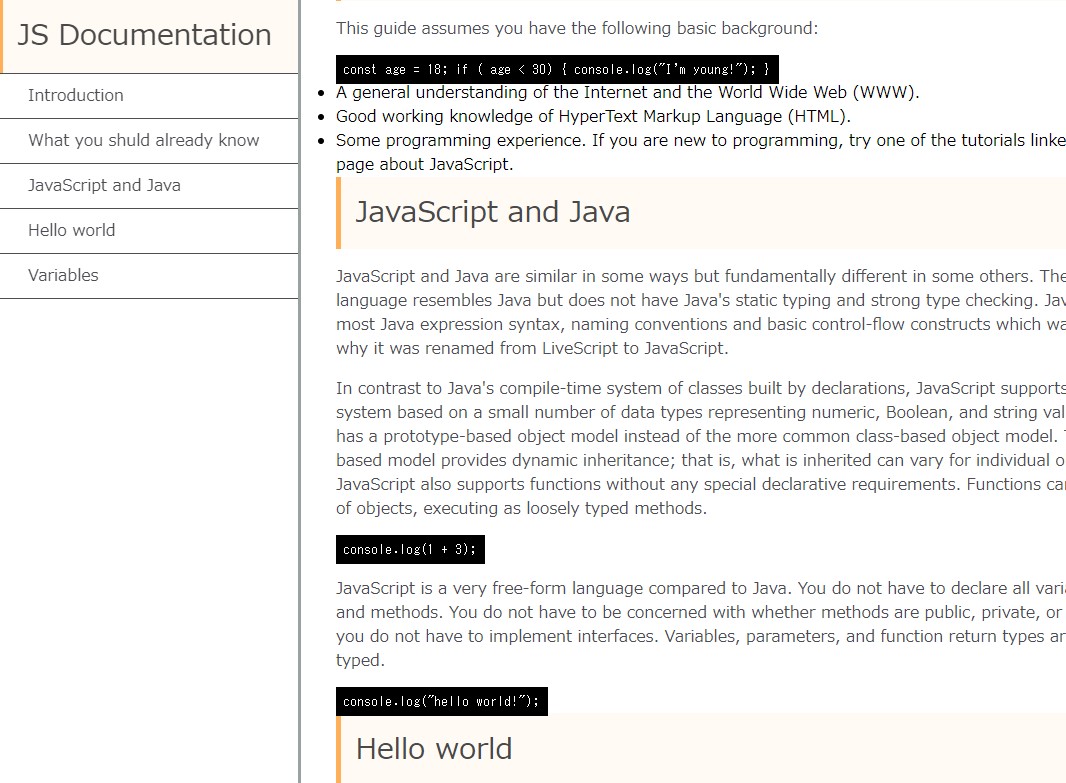 JS Documentation
Introduction
What you shuld already know
JavaScript and Java
Hello world
Variables
This guide assumes you have the following basic background:
const age = 18; if ( age < 30) { console.log("I'm young!"); }
A general understanding of the Internet and the World Wide Web (WWW).
Good working knowledge of HyperText Markup Language (HTML).
Some programming experience. If you are new to programming, try one of the tutorials linke
page about JavaScript.
JavaScript and Java
JavaScript and Java are similar in some ways but fundamentally different in some others. The
language resembles Java but does not have Java's static typing and strong type checking. Jav
most Java expression syntax, naming conventions and basic control-flow constructs which wa
why it was renamed from LiveScript to JavaScript.
In contrast to Java's compile-time system of classes built by declarations, JavaScript supports
system based on a small number of data types representing numeric, Boolean, and string val
has a prototype-based object model instead of the more common class-based object model.
based model provides dynamic inheritance; that is, what is inherited can vary for individual o
JavaScript also supports functions without any special declarative requirements. Functions ca
of objects, executing as loosely typed methods.
console.log(1 + 3);
JavaScript is a very free-form language compared to Java. You do not have to declare all vari
and methods. You do not have to be concerned with whether methods are public, private, or
you do not have to implement interfaces. Variables, parameters, and function return types ar
typed.
console.log("hello world!");
Hello world